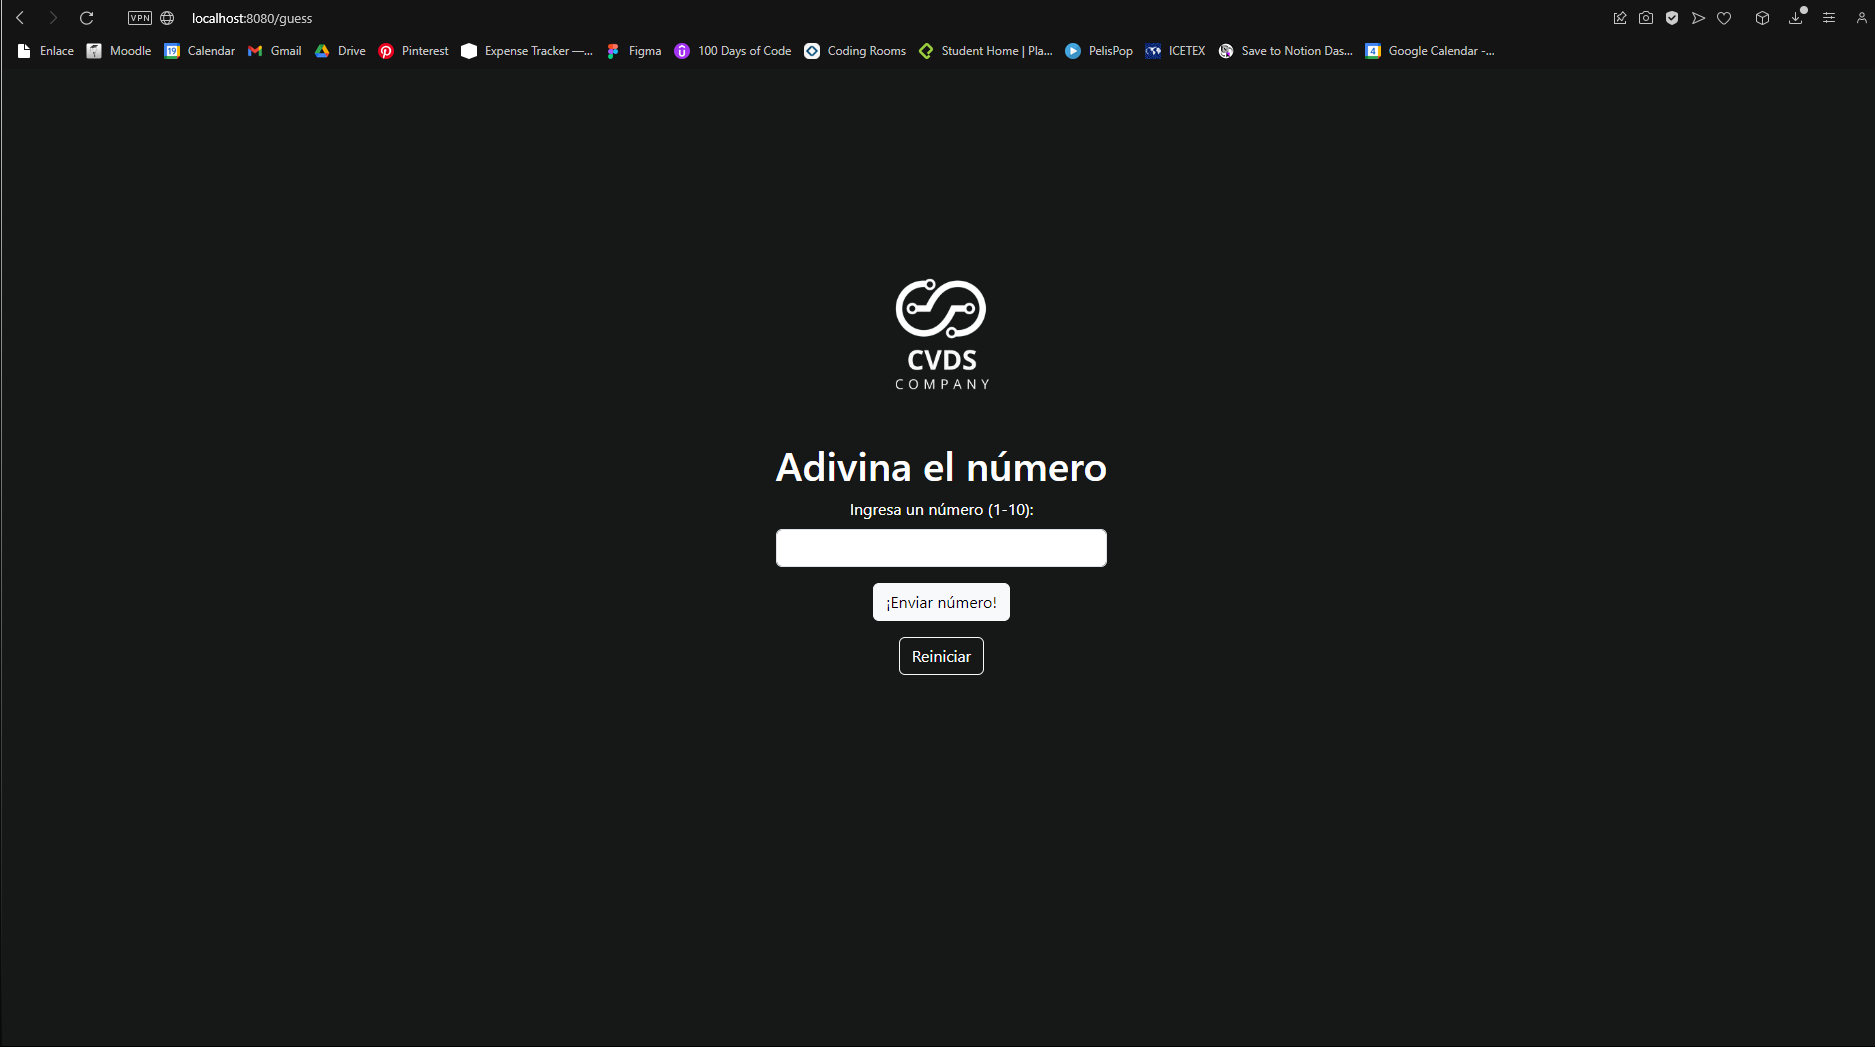 VPN localhost:8080/guess
Enlace Moodle 19 Calendar Gmail Drive Pinterest Expense Tracker —... Figma 100 Days of Code Coding Rooms Student Home | Pla... PelisPop ICETEX Save to Notion Das... 4 Google Calendar -...
CVDS
COMPANY
Adivina el número
Ingresa un número (1-10):
¡Enviar número!
Reiniciar